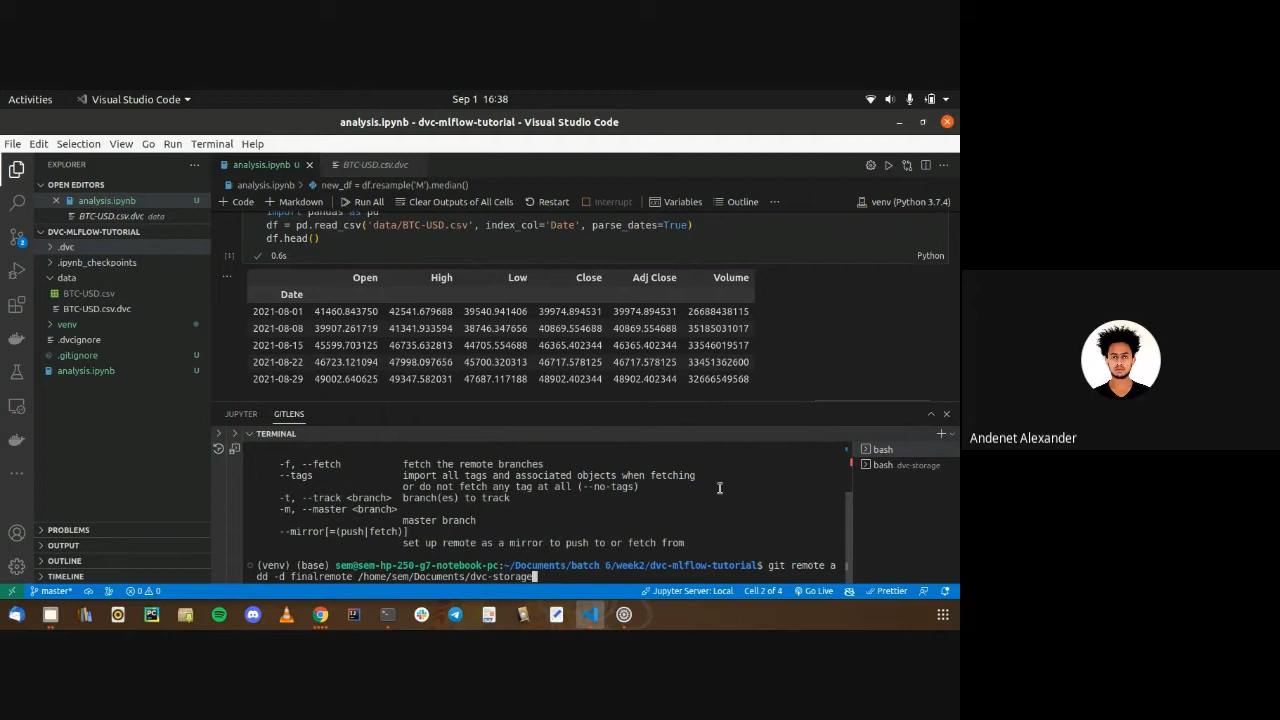 Activities
Visual Studio Code
Sep 1 16:38
analysis.ipynb - dvc-mlflow-tutorial - Visual Studio Code
File Edit Selection View Go Run Terminal Help
EXPLORER
OPEN EDITORS
analysis.ipynb U
BTC-USD.csv.dvc data
DVC-MLFLOW-TUTORIAL
.dvc
.ipynb_checkpoints
data
BTC-USD.csv
BTC-USD.csv.dvc
venv
.dvcignore
.gitignore U
analysis.ipynb U
PROBLEMS
OUTPUT
OUTLINE
TIMELINE
2
analysis.ipynb U
BTC-USD.csv.dvc
analysis.ipynb > new_df = df.resample('M').median()
+ Code + Markdown Run All Clear Outputs of All Cells Restart Interrupt Variables Outline venv (Python 3.7.4)
import pandas as pd
df = pd.read_csv('data/BTC-USD.csv', index_col='Date', parse_dates=True)
df.head()
[1] 0.6s Python
Open High Low Close Adj Close Volume
Date
2021-08-01 41460.843750 42541.679688 39540.941406 39974.894531 39974.894531 26688438115
2021-08-08 39907.261719 41341.933594 38746.347656 40869.554688 40869.554688 35185031017
2021-08-15 45599.703125 46735.632813 44705.554688 46365.402344 46365.402344 33546019517
2021-08-22 46723.121094 47998.097656 45700.320313 46717.578125 46717.578125 33451362600
2021-08-29 49002.640625 49347.582031 47687.117188 48902.402344 48902.402344 32666549568
JUPYTER GITLENS
TERMINAL
-f, --fetch fetch the remote branches
--tags import all tags and associated objects when fetching
or do not fetch any tag at all (--no-tags)
-t, --track <branch> branch(es) to track
-m, --master <branch>
master branch
--mirror[=(push|fetch)]
set up remote as a mirror to push to or fetch from
(venv) (base) sem@sem-hp-250-g7-notebook-pc:~/Documents/batch 6/week2/dvc-mlflow-tutorial$ git remote a
dd -d finalremote /home/sem/Documents/dvc-storage
bash
bash dvc-storage
master* 0 0 Jupyter Server: Local Cell 2 of 4 Go Live Prettier
Andenet Alexander